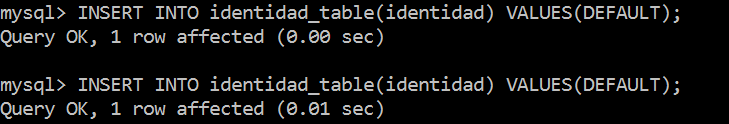 mysql> INSERT INTO identidad_table(identidad) VALUES(DEFAULT);
Query OK, 1 row affected (0.00 sec)
mysql> INSERT INTO identidad_table(identidad) VALUES(DEFAULT);
Query OK, 1 row affected (0.01 sec)